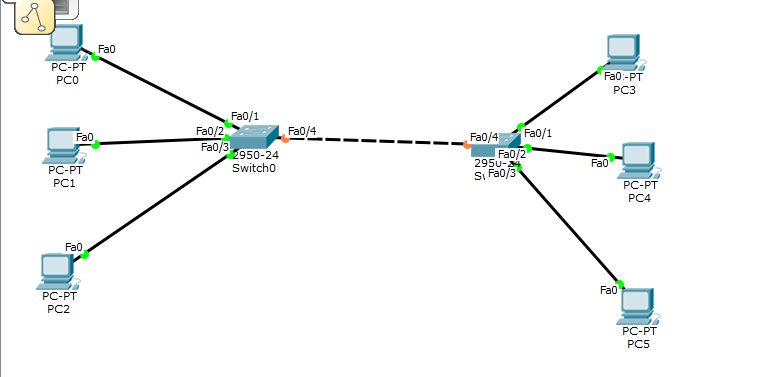 Fa0
PC-PT
PC0
Fa0
PC-PT
PC1
Fa0
PC-PT
PC2
Fa0/1
Fa0/2
Fa0/3
Fa0/4
2950-24
Switch0
Fa0/4
Fa0/1
Fa0/2
2950-24
Fa0/3
Fa0
-PT
PC3
Fa0
PC-PT
PC4
Fa0
PC-PT
PC5